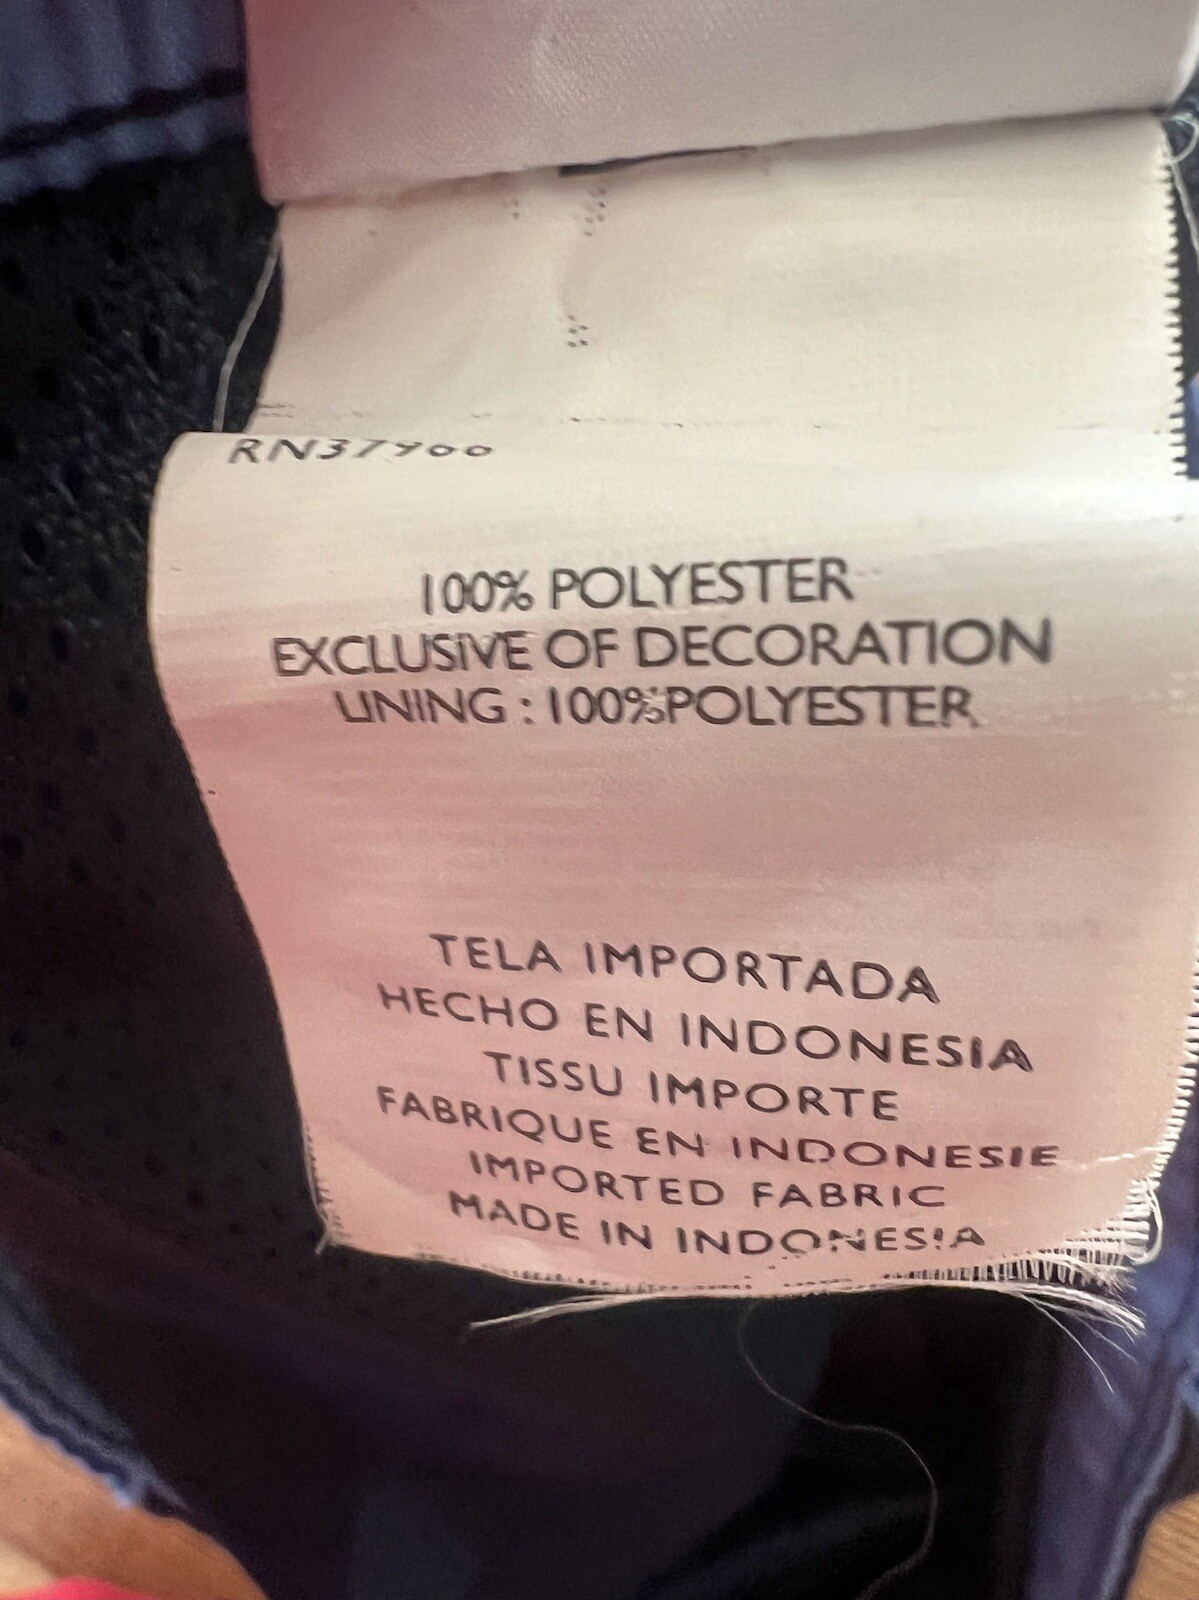 RN37966
100% POLYESTER
EXCLUSIVE OF DECORATION
LINING : 100%POLYESTER
TELA IMPORTADA
HECHO EN INDONESIA
TISSU IMPORTE
FABRIQUE EN INDONESIE
IMPORTED FABRIC
MADE IN INDONESIA